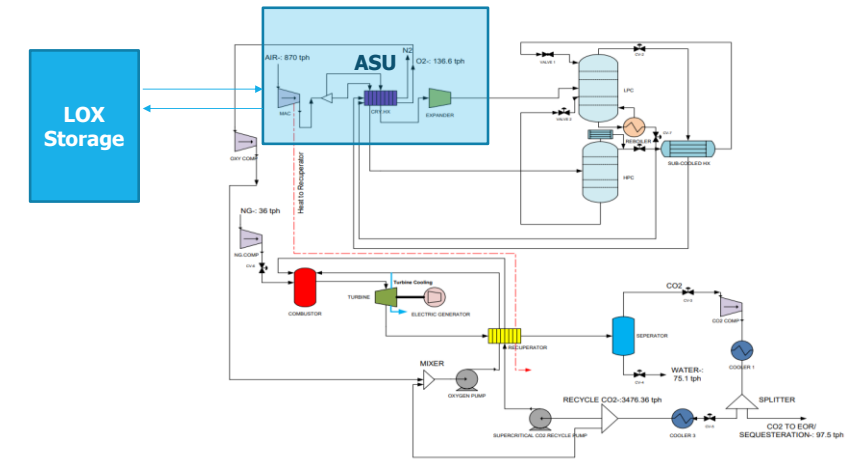 LOX
Storage
AIR-: 870 tph
ASU
N2
O2-: 136.6 tph
MAC
CRY HX
EXPANDER
VALVE 1
CV-2
LPC
VALVE 2
REBOILER
SUB-COOLED HX
HPC
OXY COMP
Heat to Recuperator
NG-: 36 tph
NG COMP
COMBUSTOR
TURBINE
Turbine Cooling
ELECTRIC GENERATOR
RECUPERATOR
SEPERATOR
CO2
CO2 COMP
COOLER 1
WATER-:
75.1 tph
MIXER
OXYGEN PUMP
RECYCLE CO2-:3476.36 tph
SPLITTER
SUPERCRITICAL CO2 RECYCLE PUMP
COOLER 3
CO2 TO EOR/
SEQUESTERATION-: 97.5 tph